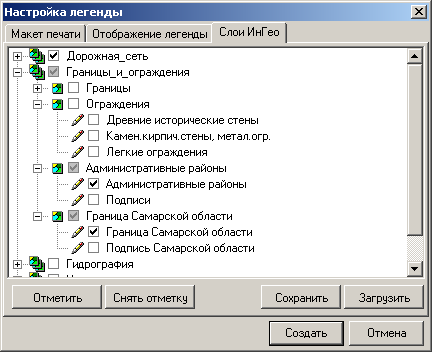 Настройка легенды
Макет печати Отображение легенды Слои ИнГео
Дорожная_сеть
Границы_и_ограждения
Границы
Ограждения
Древние исторические стены
Камен.кирпич.стены, метал.огр.
Легкие ограждения
Административные районы
Административные районы
Подписи
Граница Самарской области
Граница Самарской области
Подпись Самарской области
Гидрография
Отметить Снять отметку Сохранить Загрузить
Создать Отмена